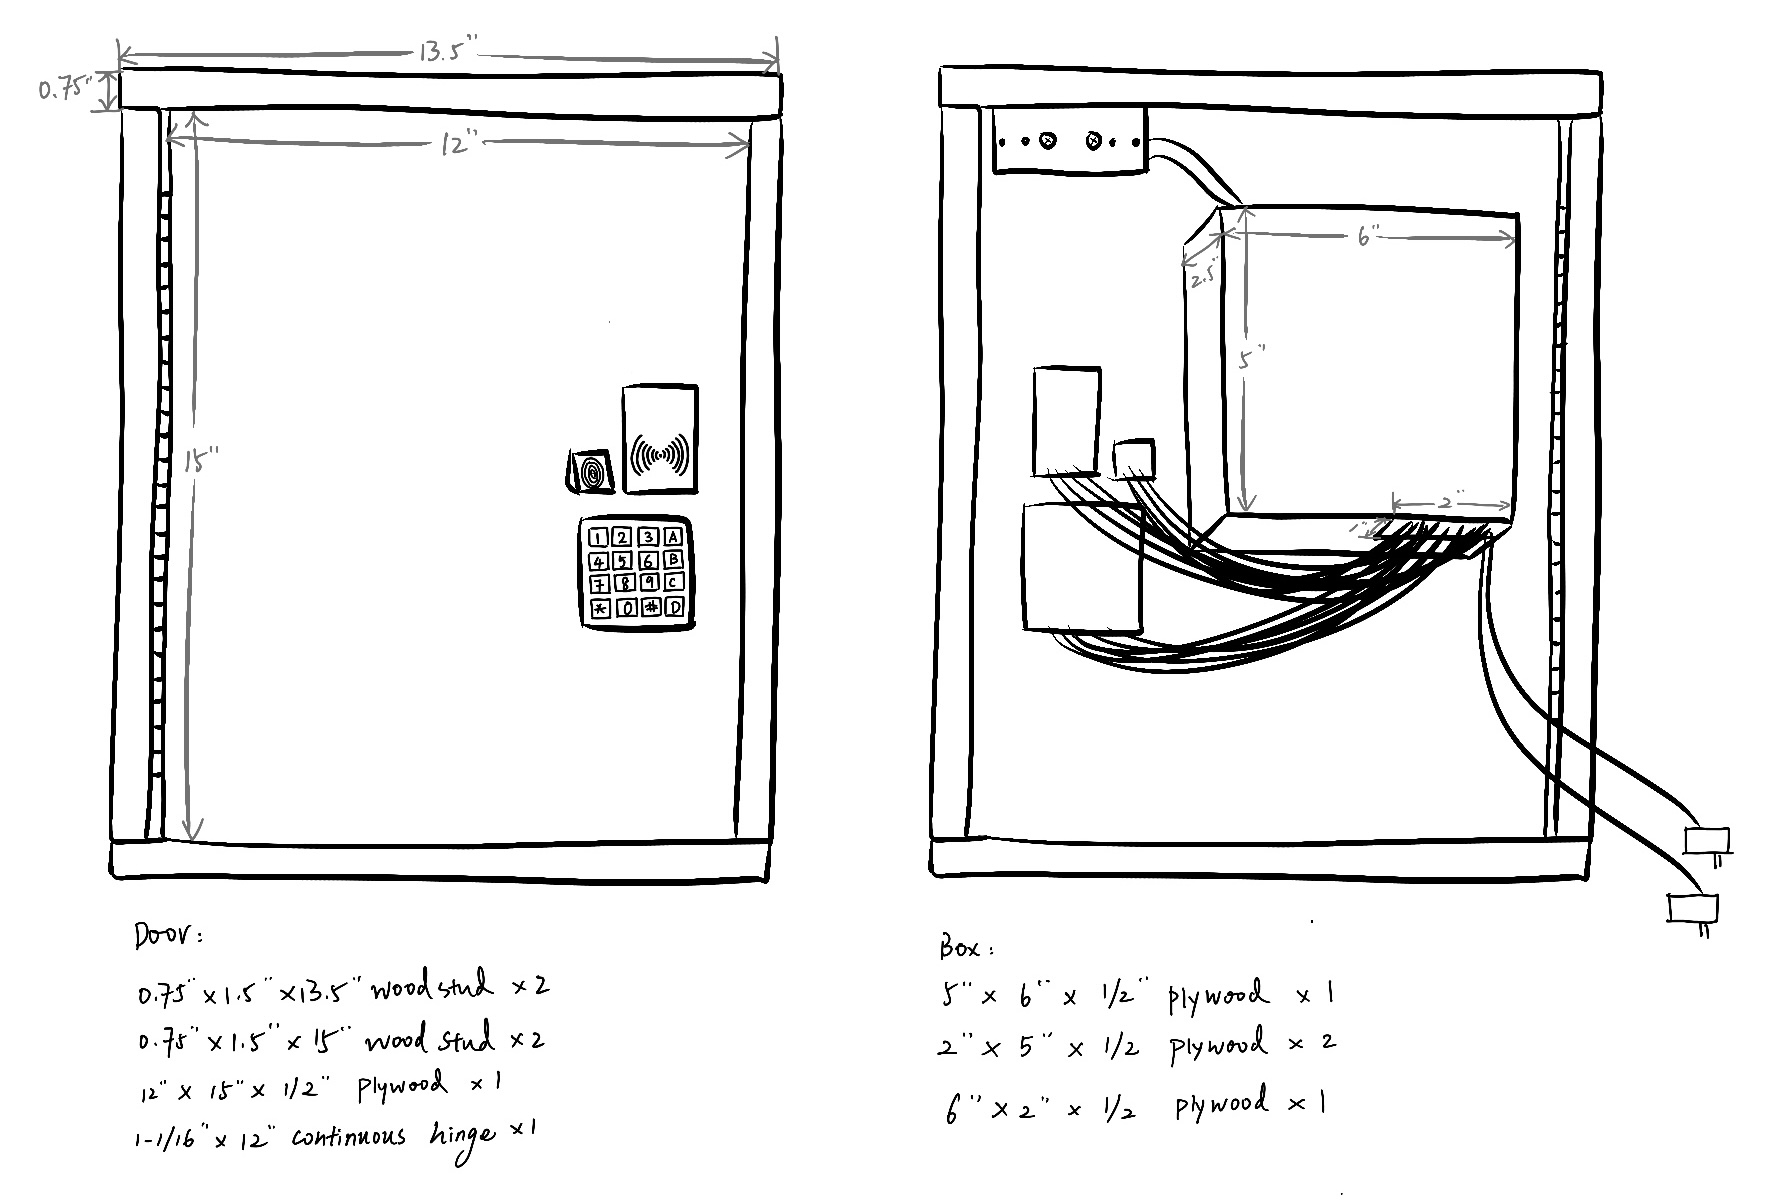 13.5"
0.75"
12"
15"
1 2 3 A
4 5 6 B
7 8 9 C
* 0 # D
6"
2.5"
5"
2"
1"
Door:
0.75" x 1.5" x 13.5" wood stud x 2
0.75" x 1.5" x 15" wood stud x 2
12" x 15" x 1/2" plywood x 1
1-1/16" x 12" continuous hinge x 1
Box:
5" x 6" x 1/2" plywood x 1
2" x 5" x 1/2 plywood x 2
6" x 2" x 1/2 plywood x 1